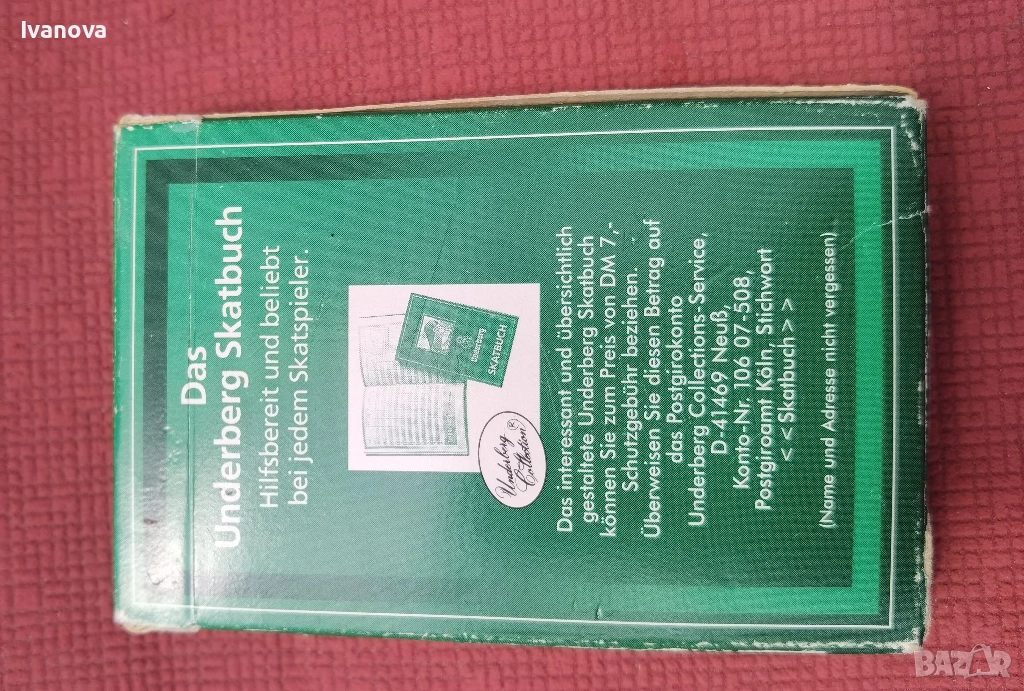 Ivanova
Das
Underberg Skatbuch
Hilfsbereit und beliebt
bei jedem Skatspieler.
Underberg
SKATBUCH
Underberg
Collection
®
Das interessant und übersichtlich
gestaltete Underberg Skatbuch
können Sie zum Preis von DM 7,-
Schutzgebühr beziehen.
Überweisen Sie diesen Betrag auf
das Postgirokonto
Underberg Collections-Service,
D-41469 Neuß,
Konto-Nr. 106 07-508,
Postgiroamt Köln, Stichwort
<<Skatbuch>>
(Name und Adresse nicht vergessen)
BAZAR